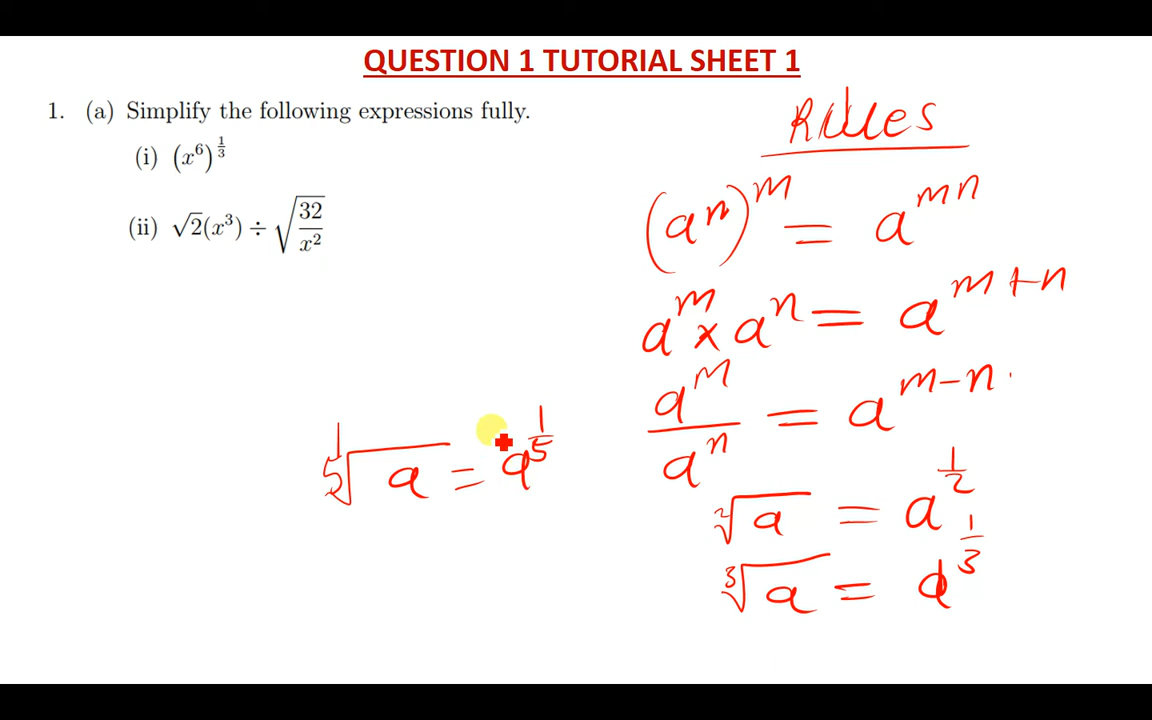 QUESTION 1 TUTORIAL SHEET 1
1. (a) Simplify the following expressions fully.
(i) (x⁶)^(1/3)
(ii) √2(x³) ÷ √(32/x²)
Rules
(aⁿ)ᵐ = aᵐⁿ
aᵐ × aⁿ = aᵐ⁺ⁿ
aᵐ/aⁿ = aᵐ⁻ⁿ
²√a = a^(1/2)
³√a = a^(1/3)
⁵√a = a^(1/5)